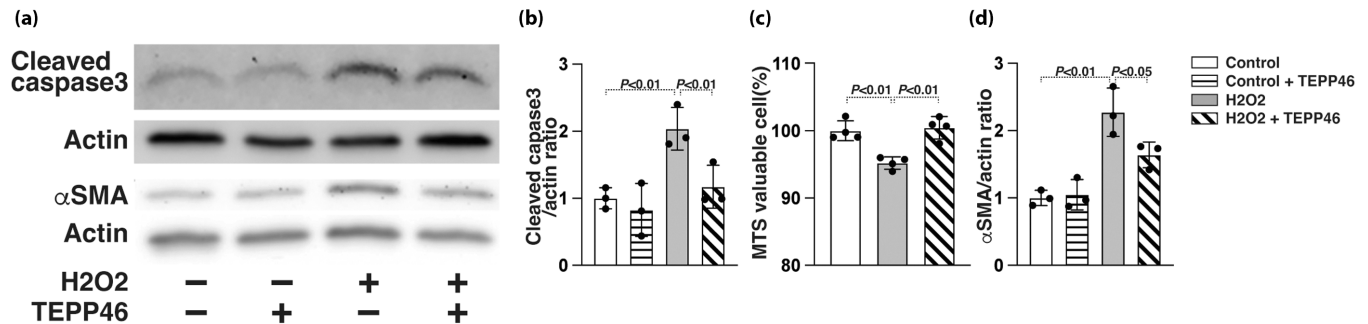 (a)
Cleaved
caspase3
Actin
αSMA
Actin
H2O2 − − + +
TEPP46 − + − +
(b)
Cleaved capase3
/actin ratio
3
2
1
0
P<0.01 P<0.01
(c)
MTS valuable cell(%)
110
100
90
80
P<0.01 P<0.01
(d)
αSMA/actin ratio
3
2
1
0
P<0.01 P<0.05
Control
Control + TEPP46
H2O2
H2O2 + TEPP46